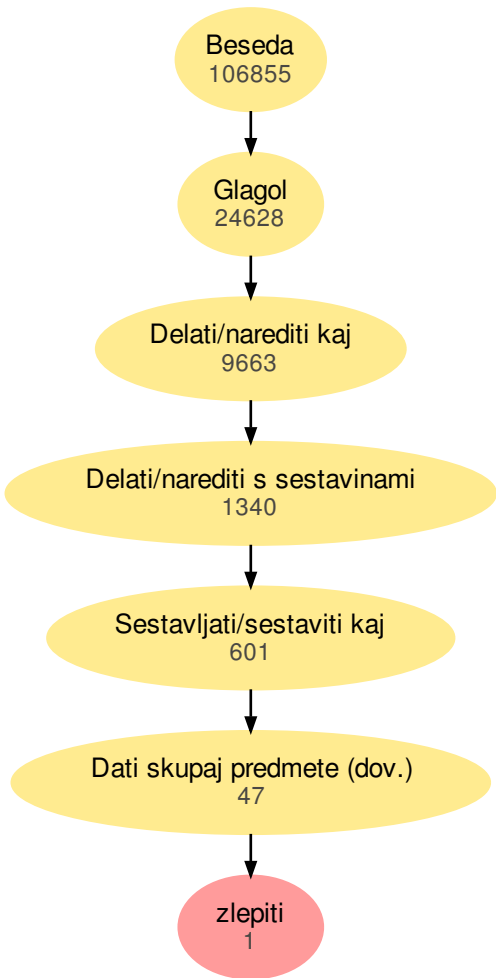 Beseda
106855
Glagol
24628
Delati/narediti kaj
9663
Delati/narediti s sestavinami
1340
Sestavljati/sestaviti kaj
601
Dati skupaj predmete (dov.)
47
zlepiti
1